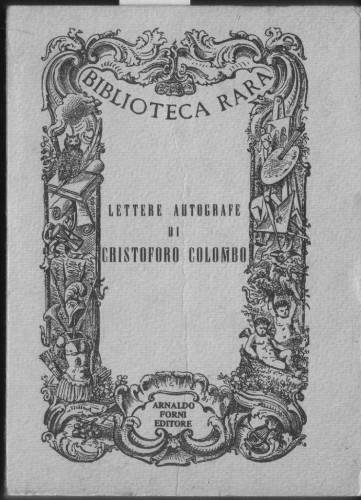 BIBLIOTECA RARA
LETTERE AUTOGRAFE
DI
CRISTOFORO COLOMBO
ARNALDO
FORNI
EDITORE